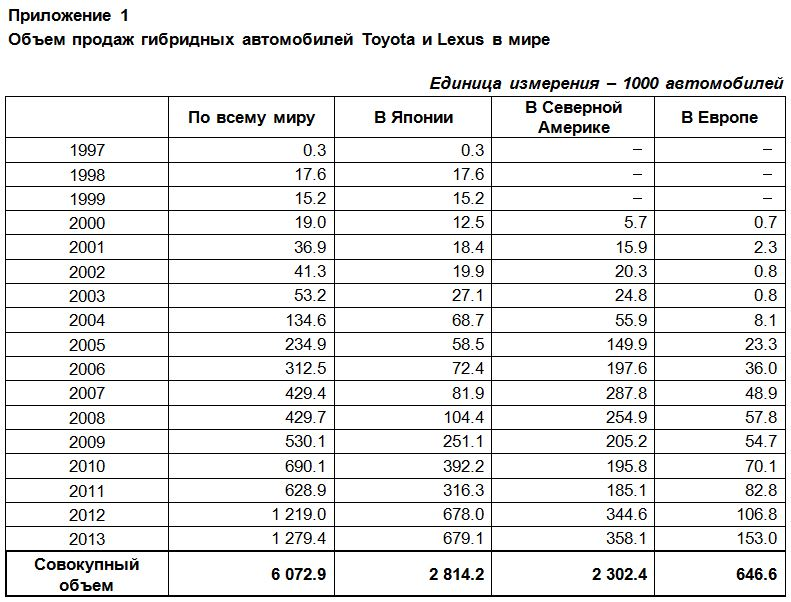 Приложение 1
Объем продаж гибридных автомобилей Toyota и Lexus в мире
Единица измерения – 1000 автомобилей
По всему миру В Японии В Северной Америке В Европе
1997 0.3 0.3 – –
1998 17.6 17.6 – –
1999 15.2 15.2 – –
2000 19.0 12.5 5.7 0.7
2001 36.9 18.4 15.9 2.3
2002 41.3 19.9 20.3 0.8
2003 53.2 27.1 24.8 0.8
2004 134.6 68.7 55.9 8.1
2005 234.9 58.5 149.9 23.3
2006 312.5 72.4 197.6 36.0
2007 429.4 81.9 287.8 48.9
2008 429.7 104.4 254.9 57.8
2009 530.1 251.1 205.2 54.7
2010 690.1 392.2 195.8 70.1
2011 628.9 316.3 185.1 82.8
2012 1 219.0 678.0 344.6 106.8
2013 1 279.4 679.1 358.1 153.0
Совокупный объем 6 072.9 2 814.2 2 302.4 646.6